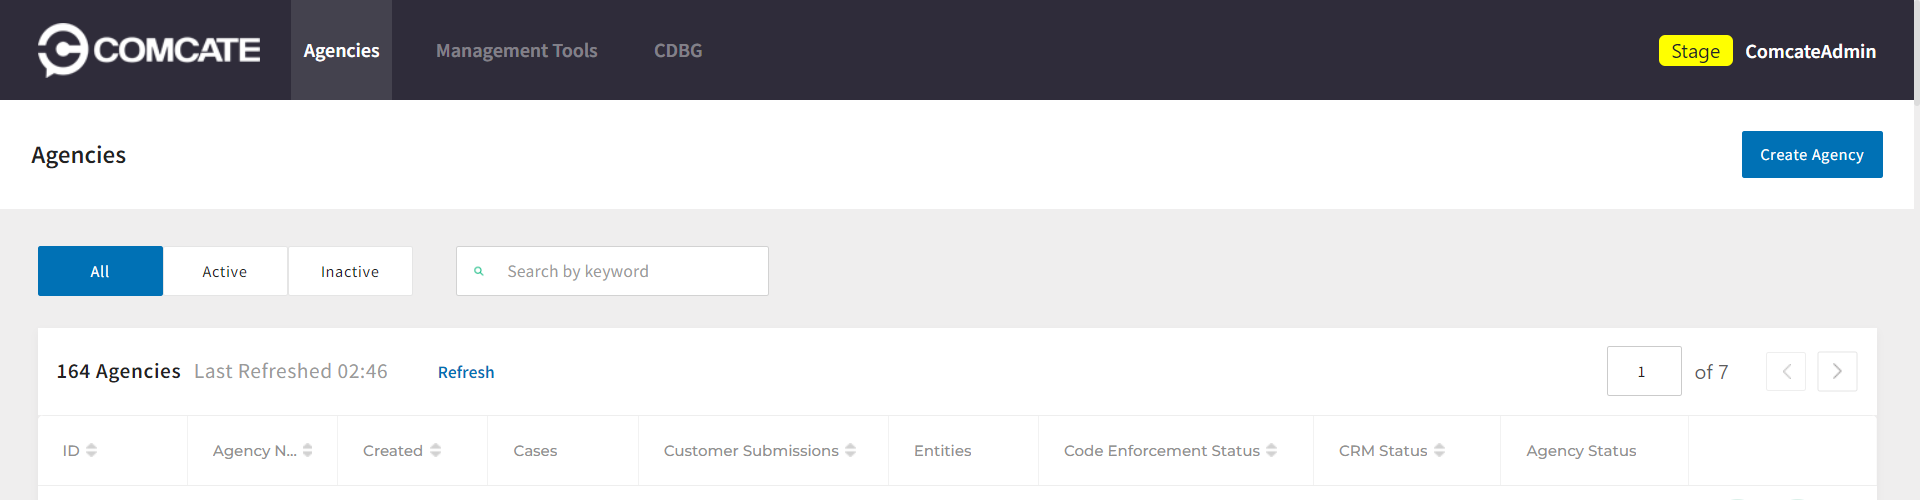 COMCATE Agencies Management Tools CDBG Stage ComcateAdmin
Agencies Create Agency
All Active Inactive Search by keyword
164 Agencies Last Refreshed 02:46 Refresh 1 of 7
ID Agency N... Created Cases Customer Submissions Entities Code Enforcement Status CRM Status Agency Status